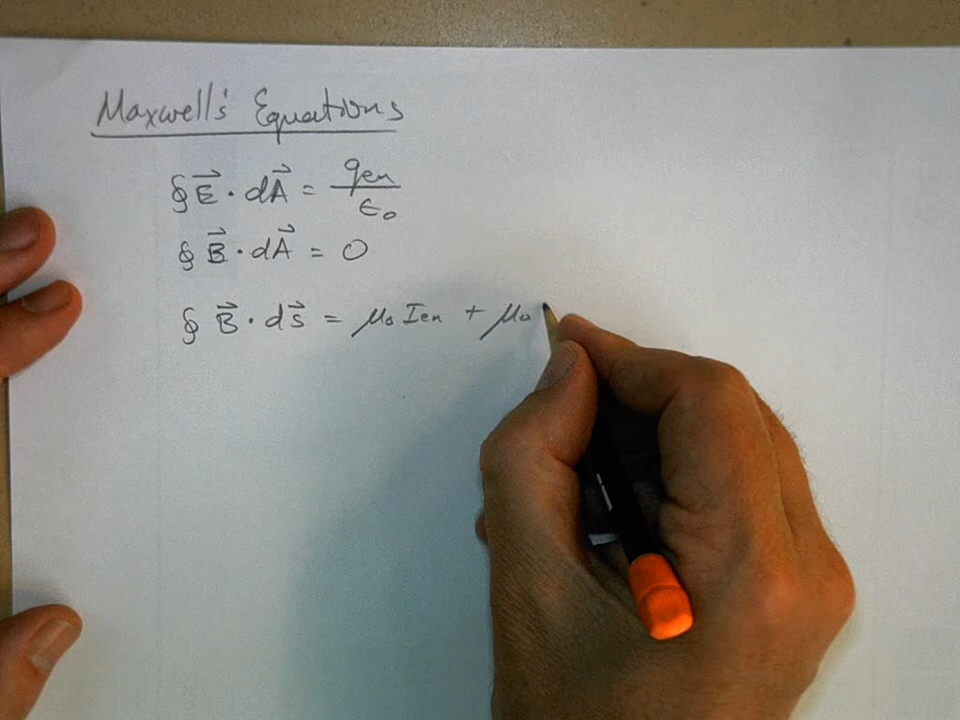 Maxwell's Equations
∮ E⃗ · dA⃗ = qen / ϵ₀
∮ B⃗ · dA⃗ = 0
∮ B⃗ · ds⃗ = μ₀ Ien + μ₀